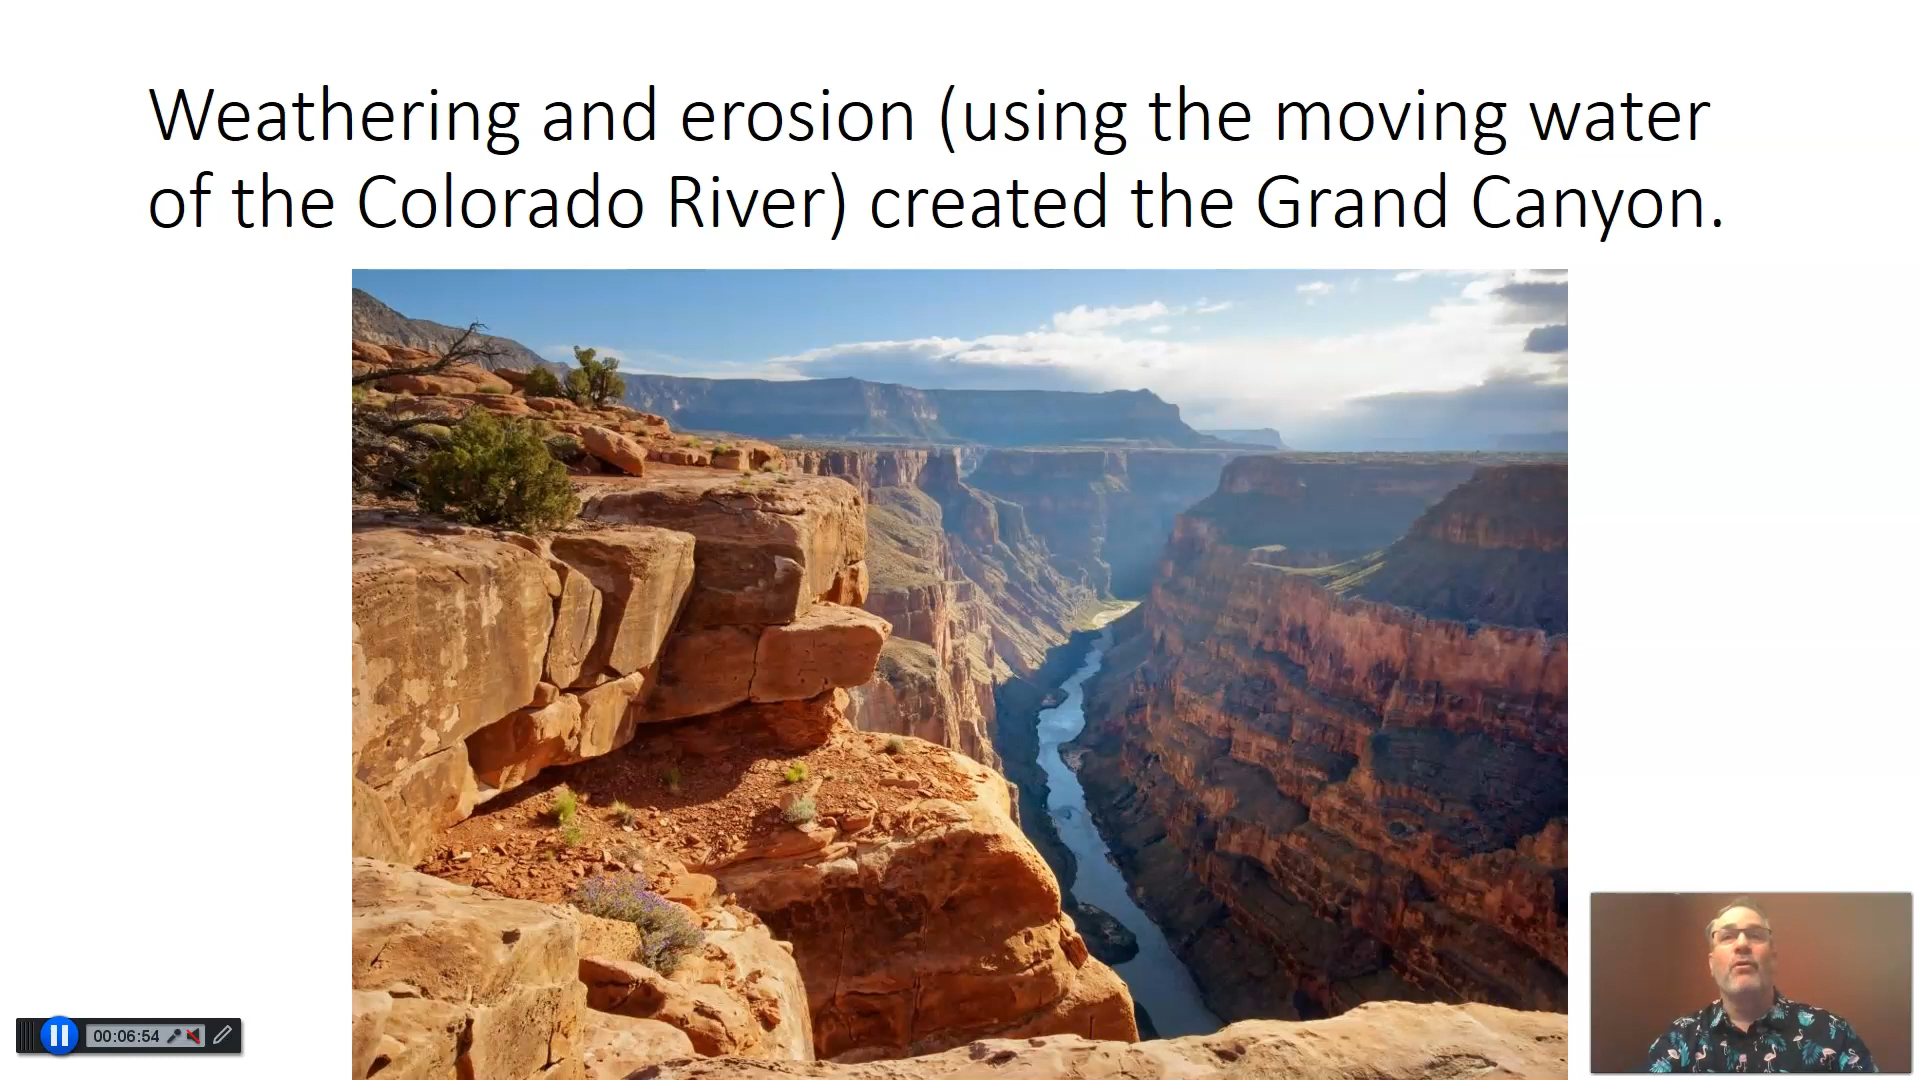 Weathering and erosion (using the moving water
of the Colorado River) created the Grand Canyon.
00:06:54